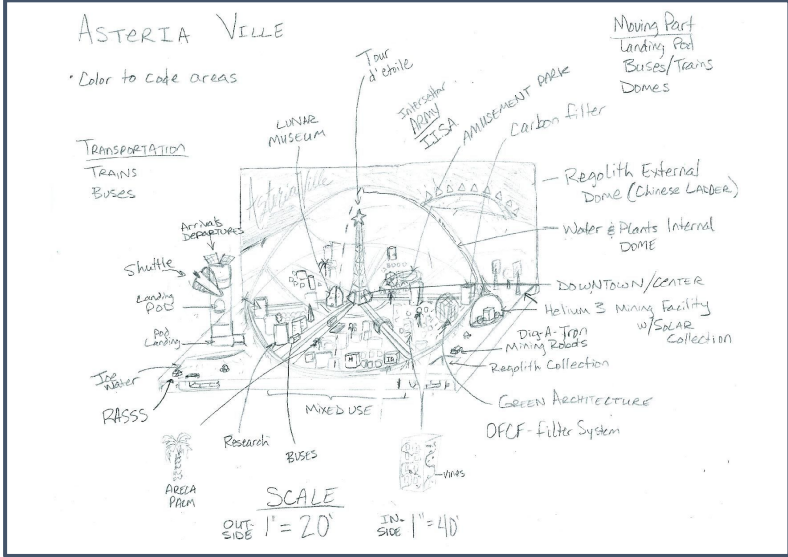 ASTERIA VILLE
• Color to code areas
TRANSPORTATION
TRAINS
BUSES
Moving Part
Landing Pod
Buses/Trains
Domes
Tour
d'etoile
LUNAR
MUSEUM
Interstellar
ARMY
IISA
AMUSEMENT PARK
Carbon filter
AsteriaVille
Regolith External
Dome (Chinese LADDER)
Water & Plants Internal
DOME
DOWNTOWN/CENTER
Helium 3 Mining Facility
w/SOLAR
Collection
Dig-A-Tron
Mining Robots
Regolith Collection
GREEN ARCHITECTURE
OFCF-Filter System
Arrivals
DEPARTURES
Shuttle
Landing
POD
Pod
Landing
Water
RASSS
Research
BUSES
MIXED USE
ARECA
PALM
VINES
SCALE
OUT-
SIDE 1" = 20'
IN-
SIDE 1" = 40'